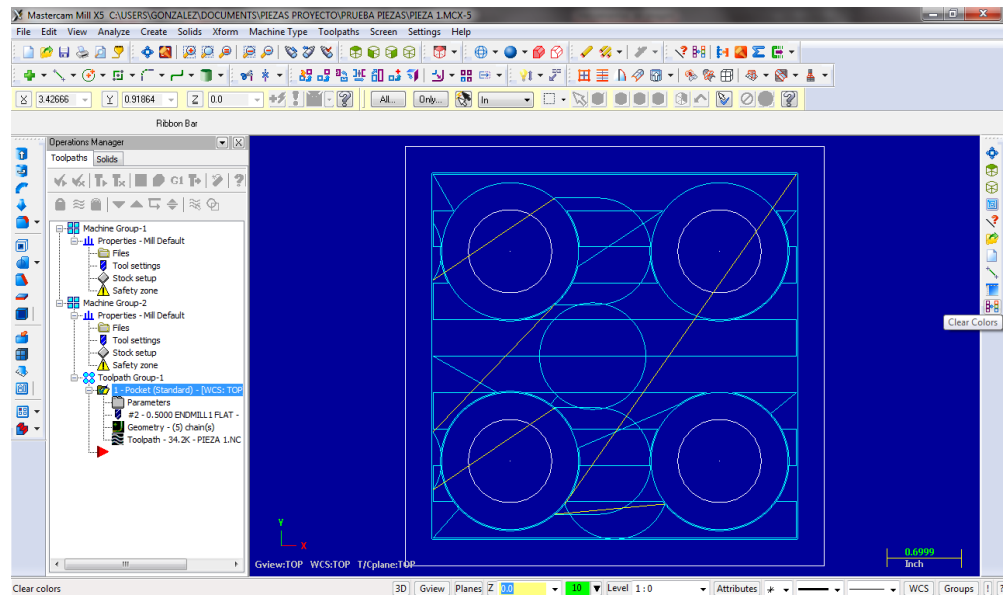 Mastercam Mill X5 C:\USERS\GONZALEZ\DOCUMENTS\PIEZAS PROYECTO\PRUEBA PIEZAS\PIEZA 1.MCX-5
File Edit View Analyze Create Solids Xform Machine Type Toolpaths Screen Settings Help
X 3.42666 Y 0.91864 Z 0.0 All... Only... In
Ribbon Bar
Operations Manager
Toolpaths Solids
G1
Machine Group-1
Properties - Mill Default
Files
Tool settings
Stock setup
Safety zone
Machine Group-2
Properties - Mill Default
Files
Tool settings
Stock setup
Safety zone
Toolpath Group-1
1 - Pocket (Standard) - [WCS: TOP
Parameters
#2 - 0.5000 ENDMILL1 FLAT -
Geometry - (5) chain(s)
Toolpath - 34.2K - PIEZA 1.NC
Clear Colors
Y
X
0.6999
Inch
Gview:TOP WCS:TOP T/Cplane:TOP
Clear colors 3D Gview Planes Z 0.0 10 Level 1 : 0 Attributes WCS Groups ! ?